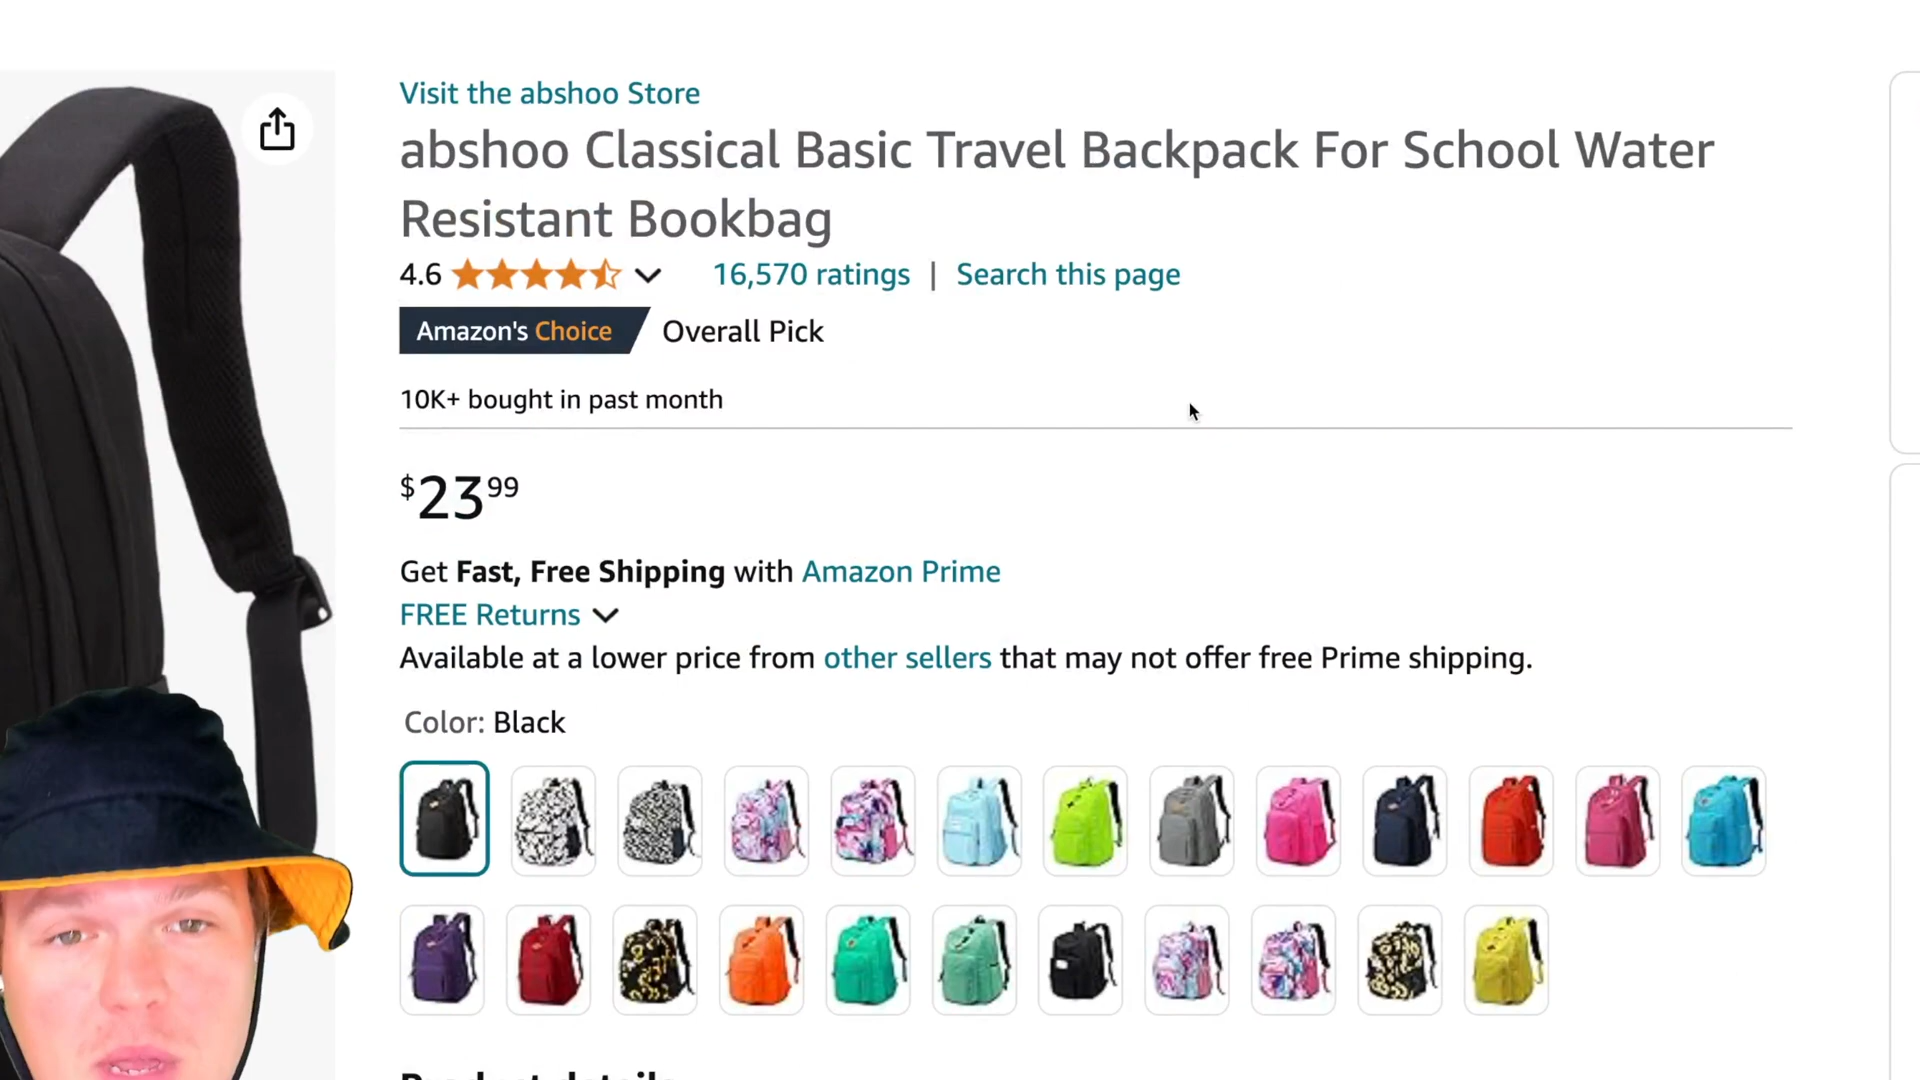 Visit the abshoo Store
abshoo Classical Basic Travel Backpack For School Water
Resistant Bookbag
4.6
16,570 ratings | Search this page
Amazon's Choice Overall Pick
10K+ bought in past month
$23 99
Get Fast, Free Shipping with Amazon Prime
FREE Returns
Available at a lower price from other sellers that may not offer free Prime shipping.
Color: Black
Product details